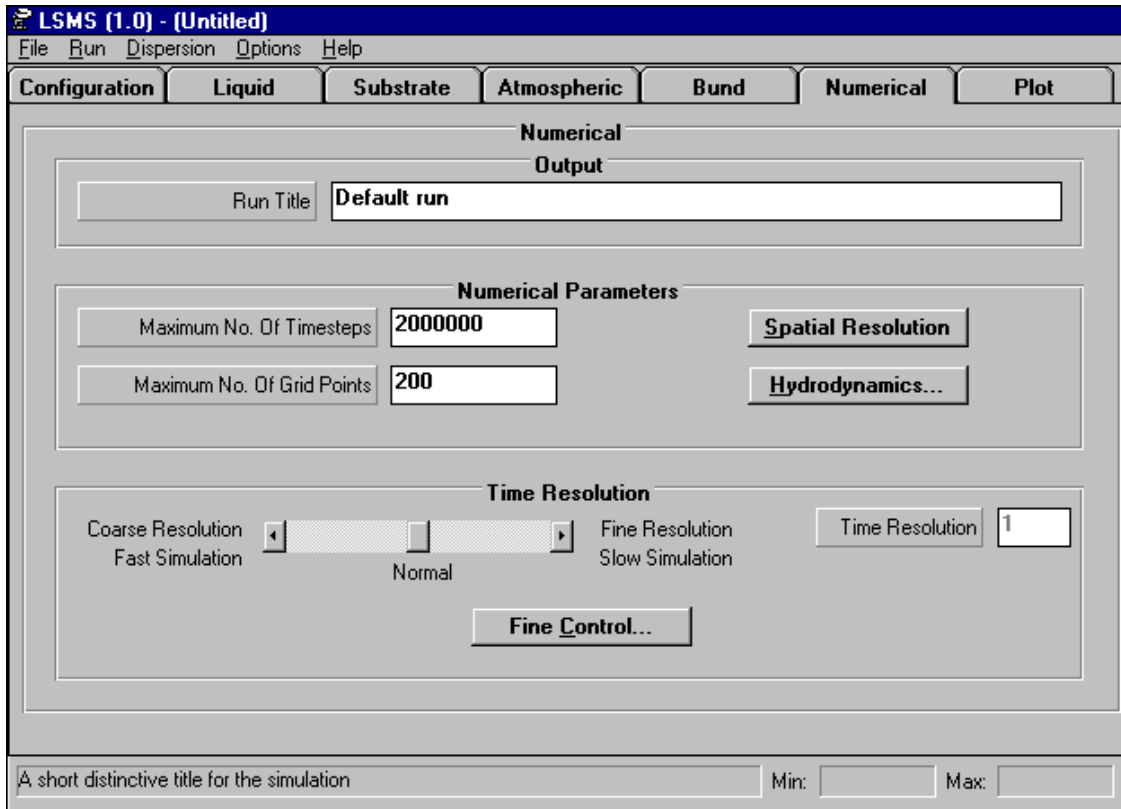 LSMS (1.0) - (Untitled)
File Run Dispersion Options Help
Configuration Liquid Substrate Atmospheric Bund Numerical Plot
Numerical
Output
Run Title Default run
Numerical Parameters
Maximum No. Of Timesteps 2000000 Spatial Resolution
Maximum No. Of Grid Points 200 Hydrodynamics...
Time Resolution
Coarse Resolution Fine Resolution Time Resolution 1
Fast Simulation Slow Simulation
Normal
Fine Control...
A short distinctive title for the simulation Min: Max: